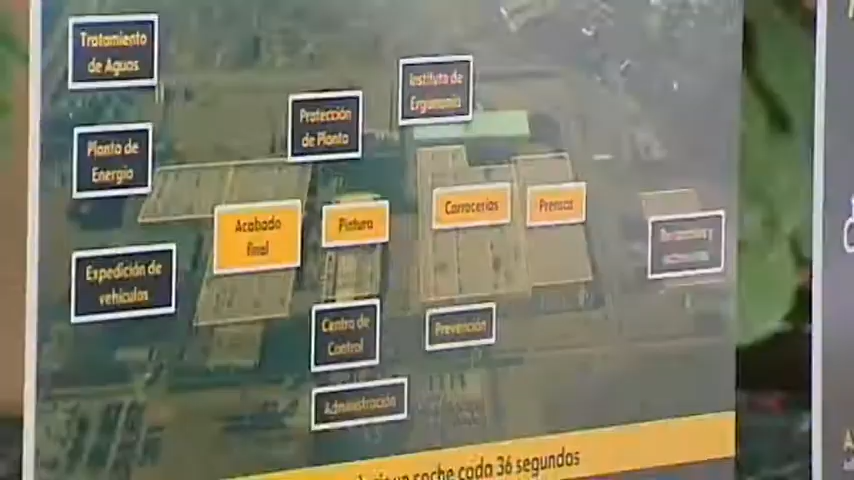 Tratamiento
de Aguas
Instituto de
Ergonomía
Protección
de Planta
Planta de
Energía
Acabado
final
Pintura
Carrocerías
Prensas
Expedición de
vehículos
Centro de
Control
Prevención
Administración
un coche cada 36 segundos